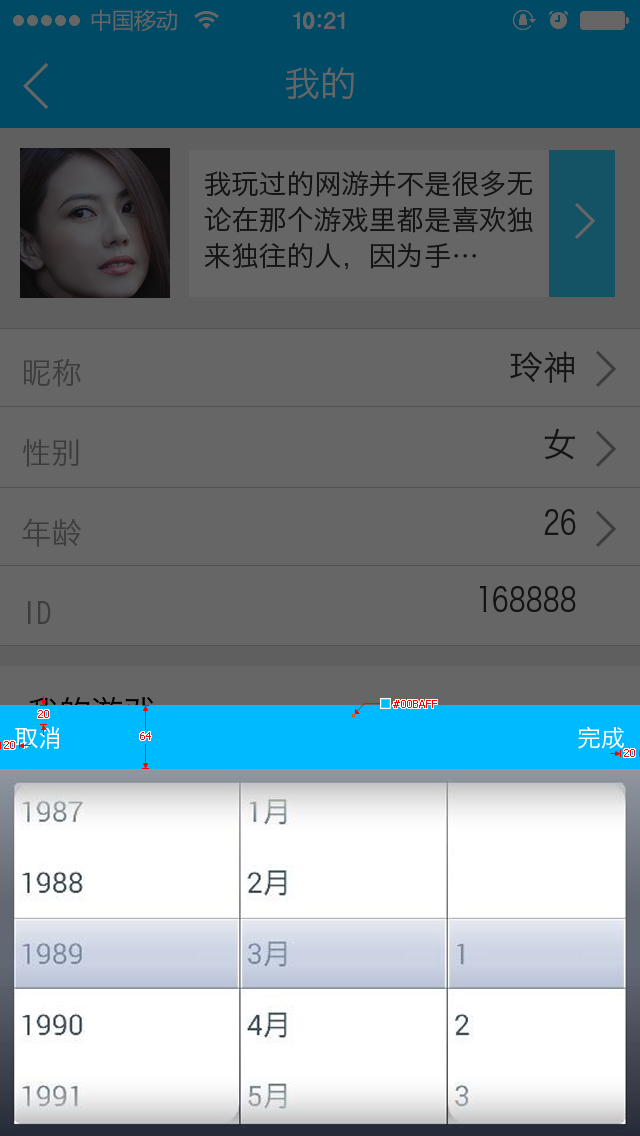 中国移动 10:21
我的
我玩过的网游并不是很多无
论在那个游戏里都是喜欢独
来独往的人，因为手…
昵称 玲神
性别 女
年龄 26
ID 168888
我的游戏
#00BAFF
20
20 取消 64 完成 20
1987 1月
1988 2月
1989 3月 1
1990 4月 2
1991 5月 3